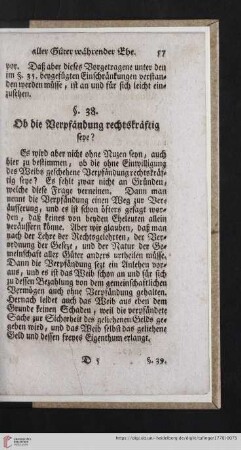 aller Güter währender Ehe. 57
vor. Daß aber dieses Vorgetragene unter den
im §. 31. beygefügten Einschränkungen verstan-
den werden müsse, ist an und für sich leicht ein-
zusehen.
§. 38.
Ob die Verpfändung rechtskräftig
seye?
Es wird aber nicht ohne Nuzen seyn, auch
hier zu bestimmen, ob die ohne Einwilligung
des Weibs geschehene Verpfändung rechtskräf-
tig seye? Es fehlt zwar nicht an Gründen,
welche diese Frage verneinen. Dann man
nennt die Verpfändung einen Weg zur Ver-
äusserung, und es ist schon öfters gesagt wor-
den, daß keines von beyden Eheleuten allein
veräussern könne. Aber wir glauben, daß man
nach der Lehre der Rechtsgelehrten, der Ver-
ordnung der Geseze, und der Natur der Ge-
meinschaft aller Güter anders urtheilen müsse.
Dann die Verpfändung sezt ein Anlehen vor-
aus, und es ist das Weib schon an und für sich
zu dessen Bezahlung von dem gemeinschaftlichen
Vermögen auch ohne Verpfändung gehalten.
Hernach leidet auch das Weib aus eben dem
Grunde keinen Schaden, weil die verpfändete
Sache zur Sicherheit des geliehenen Gelds ge-
geben wird, und das Weib selbst das geliehene
Geld und dessen freyes Eigenthum erlangt.
D 5 §. 39.